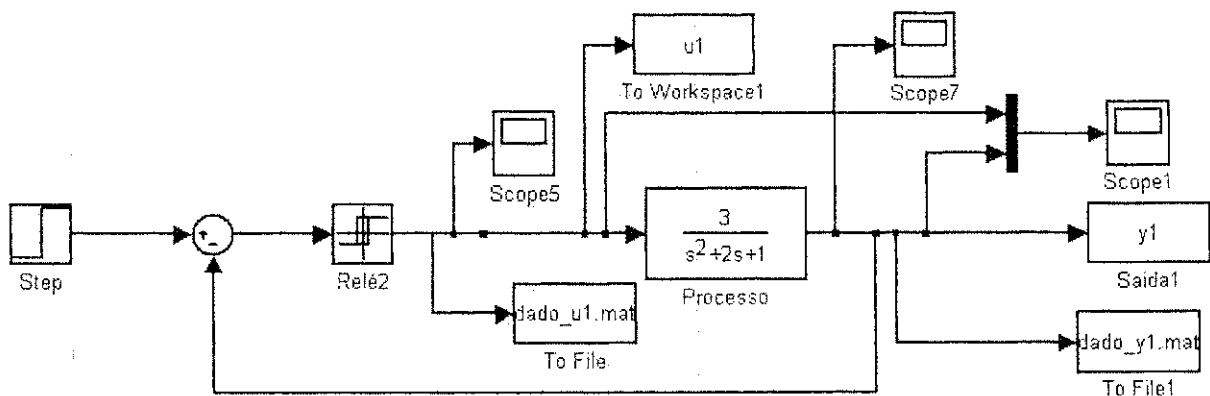 u1
To Workspace1
Scope7
Scope5
Scope1
Step
+
-
Relé2
3
s²+2s+1
Processo
y1
Saída1
dado_u1.mat
To File
dado_y1.mat
To File1